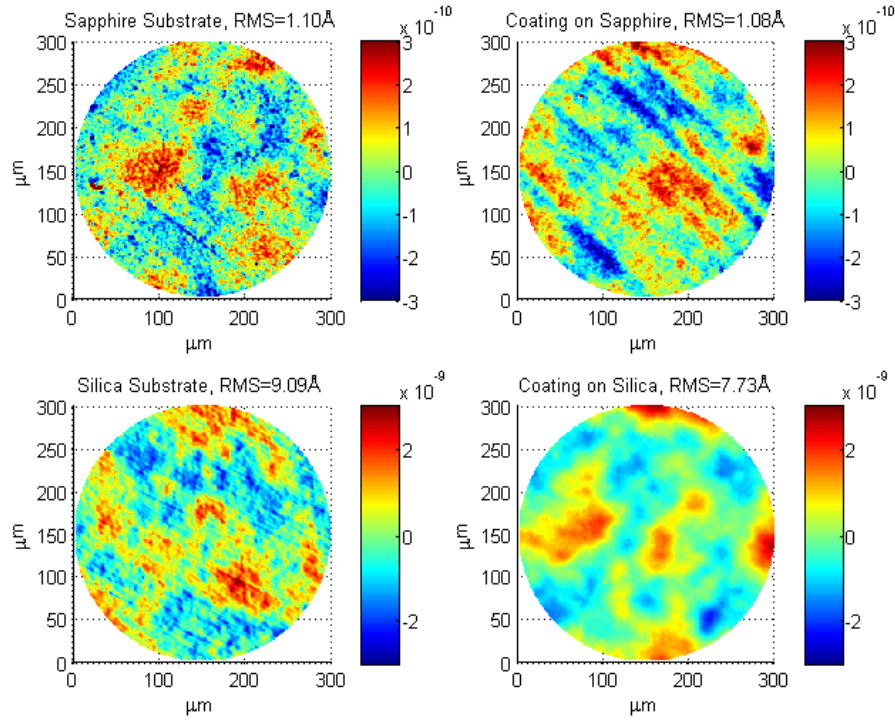 Sapphire Substrate, RMS=1.10Å
x 10^-10
300
250
200
150
100
50
0
μm
0 100 200 300
μm
3
2
1
0
-1
-2
-3
Coating on Sapphire, RMS=1.08Å
x 10^-10
300
250
200
150
100
50
0
μm
0 100 200 300
μm
3
2
1
0
-1
-2
-3
Silica Substrate, RMS=9.09Å
x 10^-9
300
250
200
150
100
50
0
μm
0 100 200 300
μm
2
0
-2
Coating on Silica, RMS=7.73Å
x 10^-9
300
250
200
150
100
50
0
μm
0 100 200 300
μm
2
0
-2